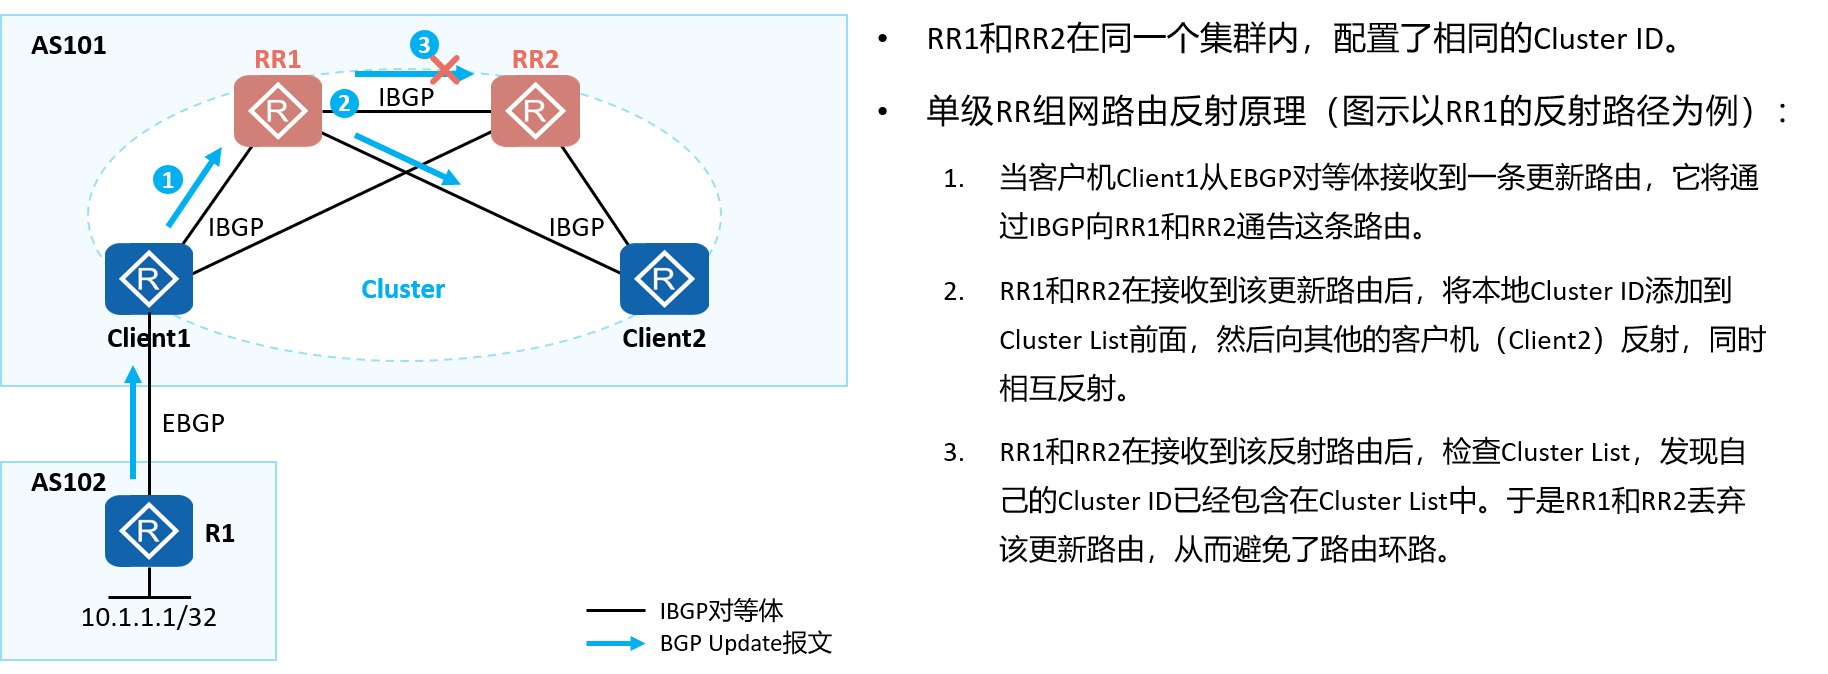 AS101
RR1
3
RR2
2
IBGP
1
IBGP
IBGP
Cluster
Client1
Client2
EBGP
AS102
R1
10.1.1.1/32
IBGP对等体
BGP Update报文
• RR1和RR2在同一个集群内，配置了相同的Cluster ID。
• 单级RR组网路由反射原理（图示以RR1的反射路径为例）：
1. 当客户机Client1从EBGP对等体接收到一条更新路由，它将通
过IBGP向RR1和RR2通告这条路由。
2. RR1和RR2在接收到该更新路由后，将本地Cluster ID添加到
Cluster List前面，然后向其他的客户机（Client2）反射，同时
相互反射。
3. RR1和RR2在接收到该反射路由后，检查Cluster List，发现自
己的Cluster ID已经包含在Cluster List中。于是RR1和RR2丢弃
该更新路由，从而避免了路由环路。
R
R
R
R
R